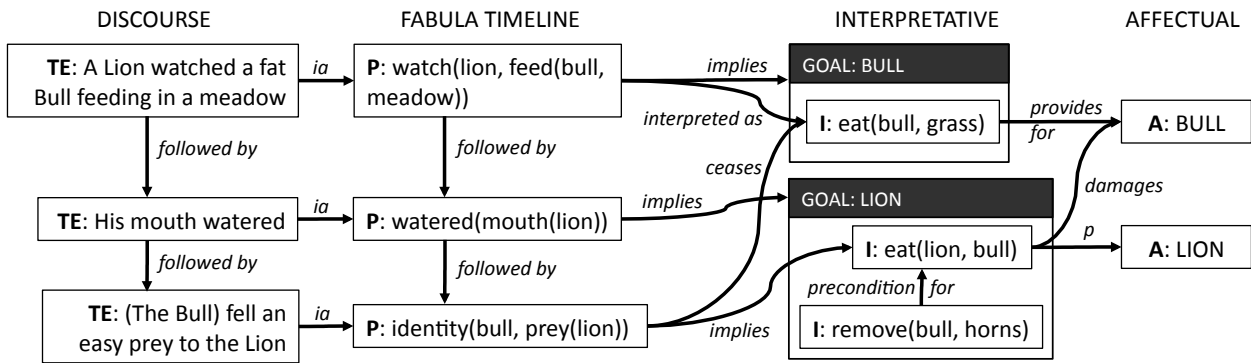 DISCOURSE
FABULA TIMELINE
INTERPRETATIVE
AFFECTUAL
TE: A Lion watched a fat
Bull feeding in a meadow
ia
P: watch(lion, feed(bull,
meadow))
implies
interpreted as
GOAL: BULL
I: eat(bull, grass)
provides
for
A: BULL
followed by
followed by
ceases
damages
TE: His mouth watered
ia
P: watered(mouth(lion))
implies
GOAL: LION
I: eat(lion, bull)
p
A: LION
followed by
followed by
precondition for
TE: (The Bull) fell an
easy prey to the Lion
ia
P: identity(bull, prey(lion))
implies
I: remove(bull, horns)